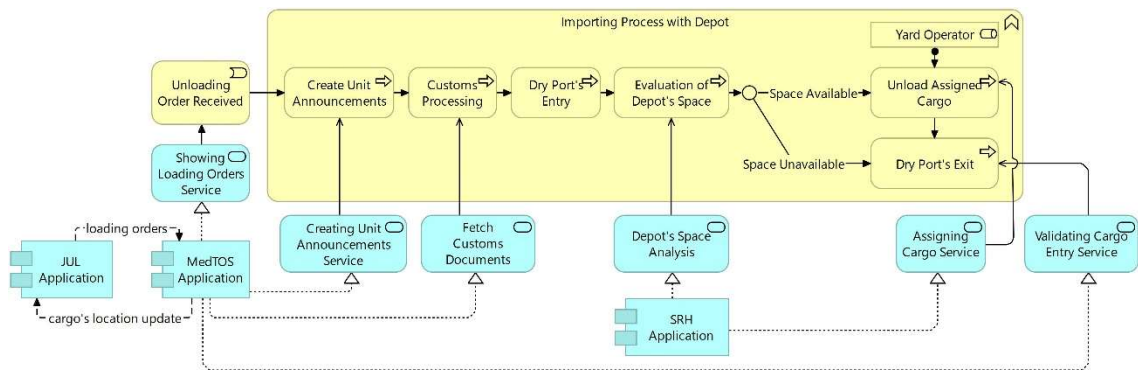 Importing Process with Depot
Yard Operator
Unloading
Order Received
Create Unit
Announcements
Customs
Processing
Dry Port's
Entry
Evaluation of
Depot's Space
Space Available
Unload Assigned
Cargo
Space Unavailable
Dry Port's Exit
Showing
Loading Orders
Service
Creating Unit
Announcements
Service
Fetch
Customs
Documents
Depot's Space
Analysis
Assigning
Cargo Service
Validating Cargo
Entry Service
loading orders
JUL
Application
MedTOS
Application
cargo's location update
SRH
Application